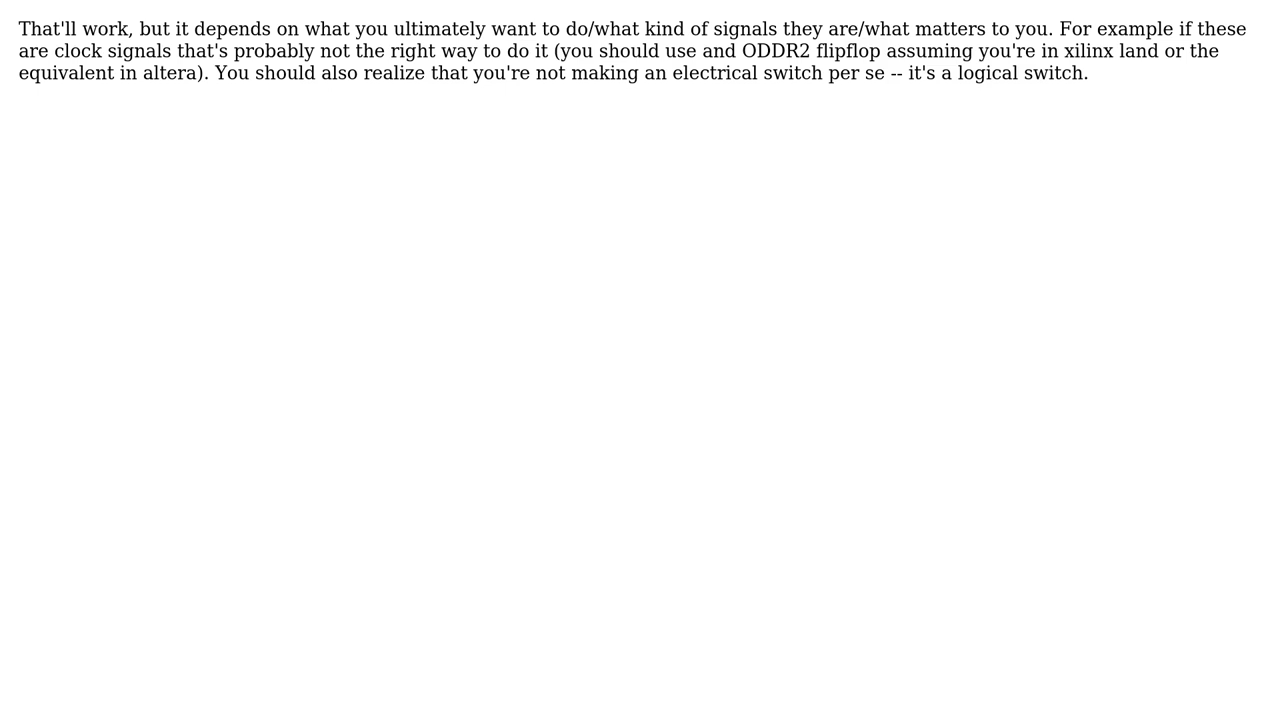 That'll work, but it depends on what you ultimately want to do/what kind of signals they are/what matters to you. For example if these
are clock signals that's probably not the right way to do it (you should use and ODDR2 flipflop assuming you're in xilinx land or the
equivalent in altera). You should also realize that you're not making an electrical switch per se -- it's a logical switch.